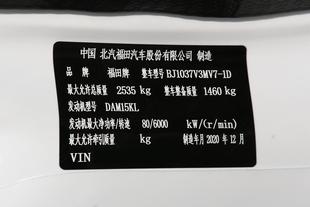 中国 北汽福田汽车股份有限公司 制造
品牌 福田牌 整车型号 BJ1037V3MV7-1D
最大允许总质量 2535 kg 整车整备质量 1460 kg
发动机型号 DAM15KL
发动机最大净功率/转速 80/6000 kW/(r/min)
最大允许牵引质量 kg 制造年月 2020 年 12 月
VIN